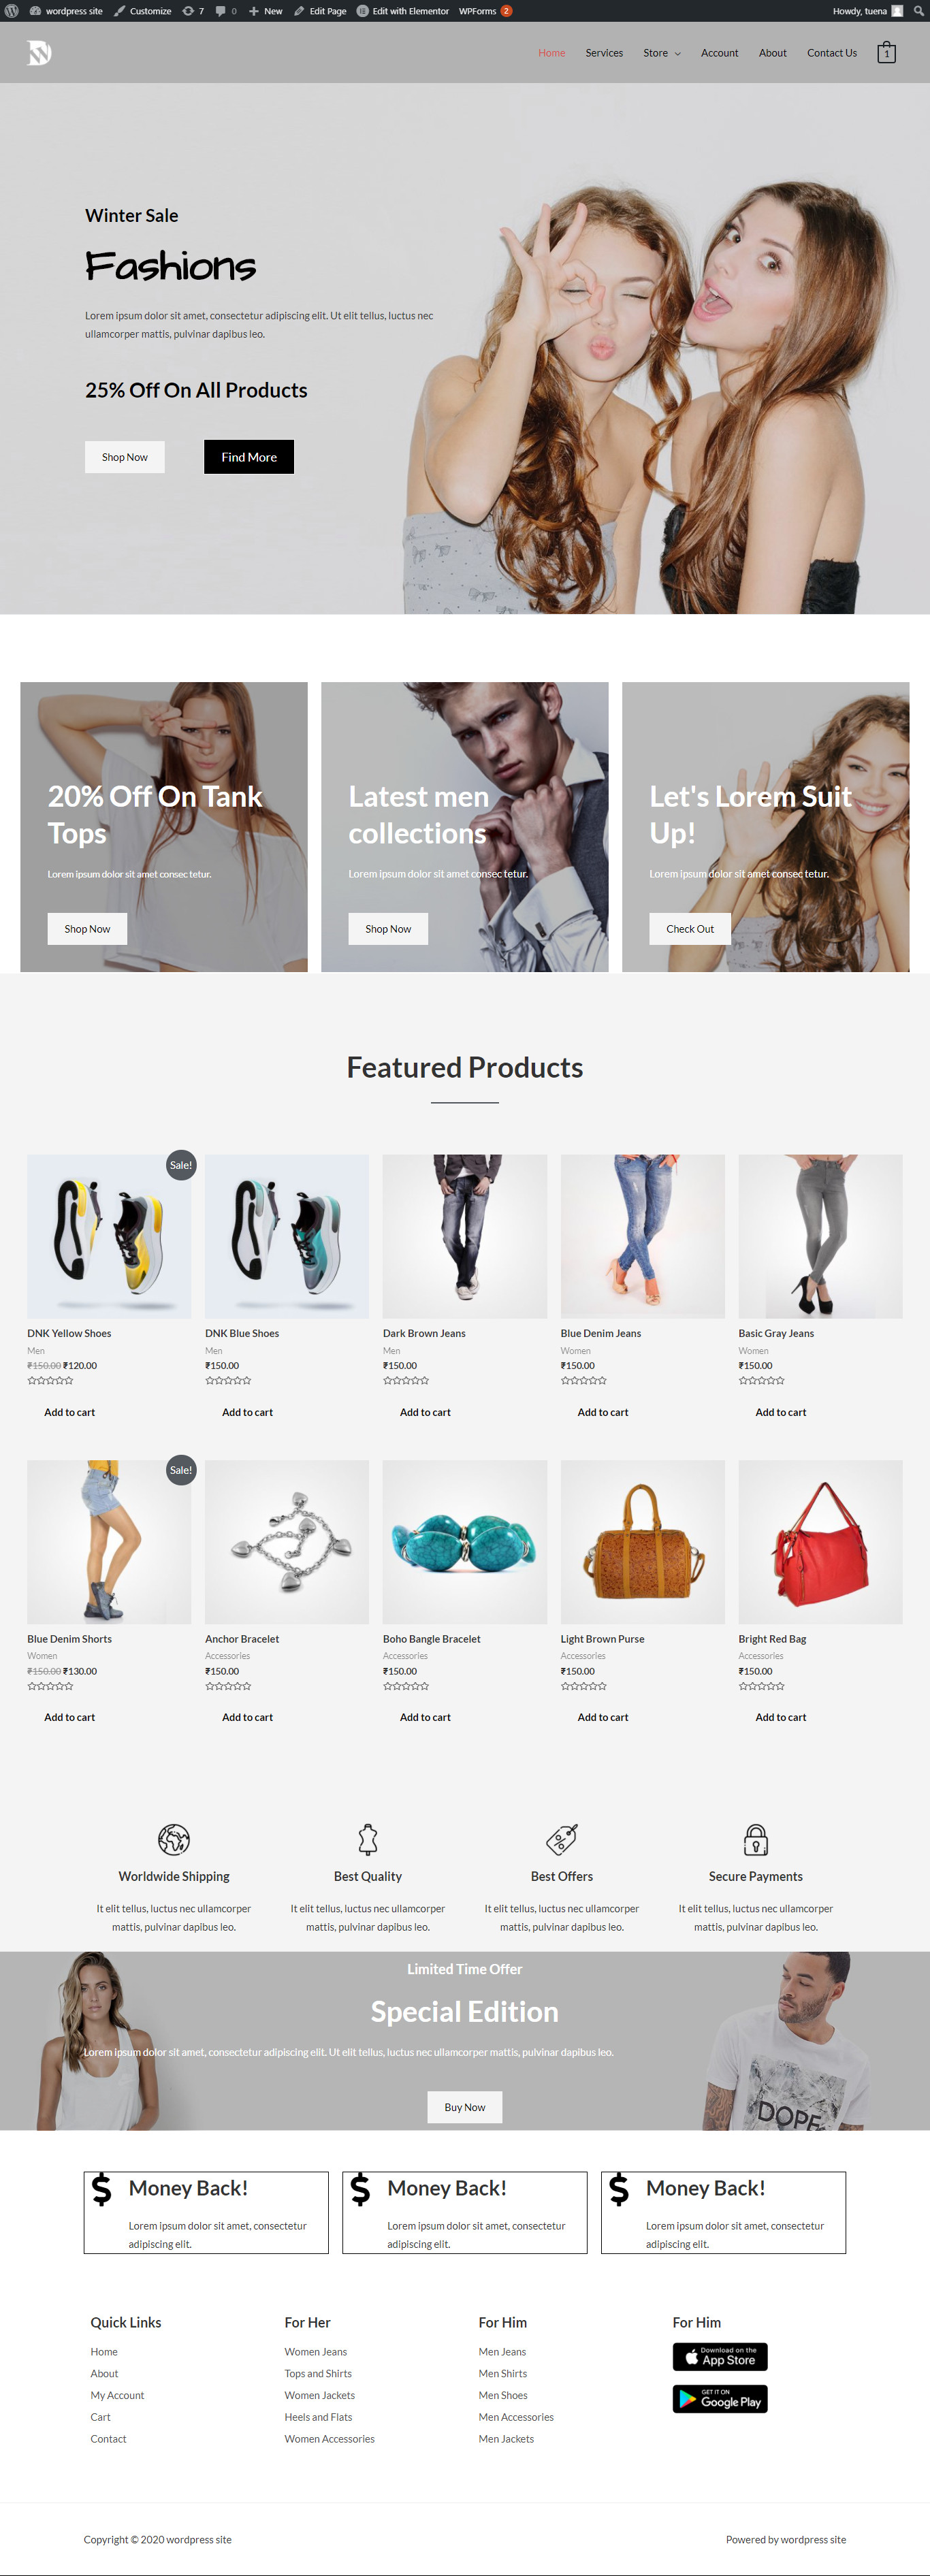 wordpress site Customize 7 0 New Edit Page Edit with Elementor WPForms 2 Howdy, tuena
Home Services Store Account About Contact Us 1
Winter Sale
Fashions
Lorem ipsum dolor sit amet, consectetur adipiscing elit. Ut elit tellus, luctus nec
ullamcorper mattis, pulvinar dapibus leo.
25% Off On All Products
Shop Now Find More
20% Off On Tank
Tops
Lorem ipsum dolor sit amet consec tetur.
Shop Now
Latest men
collections
Lorem ipsum dolor sit amet consec tetur.
Shop Now
Let's Lorem Suit
Up!
Lorem ipsum dolor sit amet consec tetur.
Check Out
Featured Products
Sale!
DNK Yellow Shoes
Men
₹150.00 ₹120.00
Add to cart
DNK Blue Shoes
Men
₹150.00
Add to cart
Dark Brown Jeans
Men
₹150.00
Add to cart
Blue Denim Jeans
Women
₹150.00
Add to cart
Basic Gray Jeans
Women
₹150.00
Add to cart
Sale!
Blue Denim Shorts
Women
₹150.00 ₹130.00
Add to cart
Anchor Bracelet
Accessories
₹150.00
Add to cart
Boho Bangle Bracelet
Accessories
₹150.00
Add to cart
Light Brown Purse
Accessories
₹150.00
Add to cart
Bright Red Bag
Accessories
₹150.00
Add to cart
Worldwide Shipping
It elit tellus, luctus nec ullamcorper
mattis, pulvinar dapibus leo.
Best Quality
It elit tellus, luctus nec ullamcorper
mattis, pulvinar dapibus leo.
Best Offers
It elit tellus, luctus nec ullamcorper
mattis, pulvinar dapibus leo.
Secure Payments
It elit tellus, luctus nec ullamcorper
mattis, pulvinar dapibus leo.
Limited Time Offer
Special Edition
Lorem ipsum dolor sit amet, consectetur adipiscing elit. Ut elit tellus, luctus nec ullamcorper mattis, pulvinar dapibus leo.
Buy Now
DOPE
Money Back!
Lorem ipsum dolor sit amet, consectetur
adipiscing elit.
Money Back!
Lorem ipsum dolor sit amet, consectetur
adipiscing elit.
Money Back!
Lorem ipsum dolor sit amet, consectetur
adipiscing elit.
Quick Links
Home
About
My Account
Cart
Contact
For Her
Women Jeans
Tops and Shirts
Women Jackets
Heels and Flats
Women Accessories
For Him
Men Jeans
Men Shirts
Men Shoes
Men Accessories
Men Jackets
For Him
Download on the
App Store
GET IT ON
Google Play
Copyright © 2020 wordpress site
Powered by wordpress site